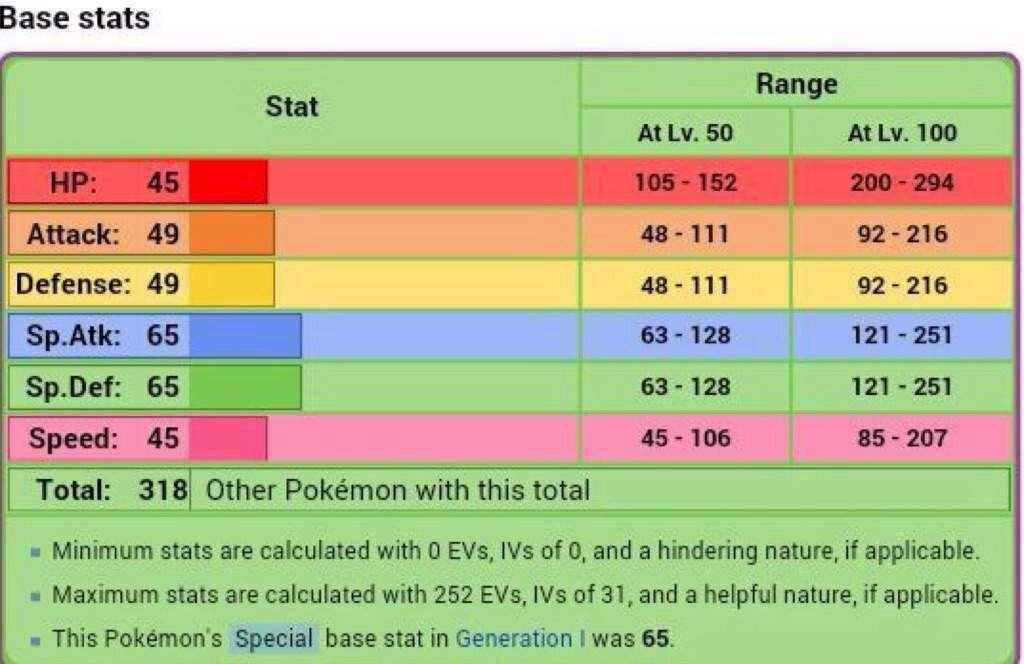 Base stats
Stat Range
At Lv. 50 At Lv. 100
HP: 45 105 - 152 200 - 294
Attack: 49 48 - 111 92 - 216
Defense: 49 48 - 111 92 - 216
Sp.Atk: 65 63 - 128 121 - 251
Sp.Def: 65 63 - 128 121 - 251
Speed: 45 45 - 106 85 - 207
Total: 318 Other Pokémon with this total
Minimum stats are calculated with 0 EVs, IVs of 0, and a hindering nature, if applicable.
Maximum stats are calculated with 252 EVs, IVs of 31, and a helpful nature, if applicable.
This Pokémon's Special base stat in Generation I was 65.